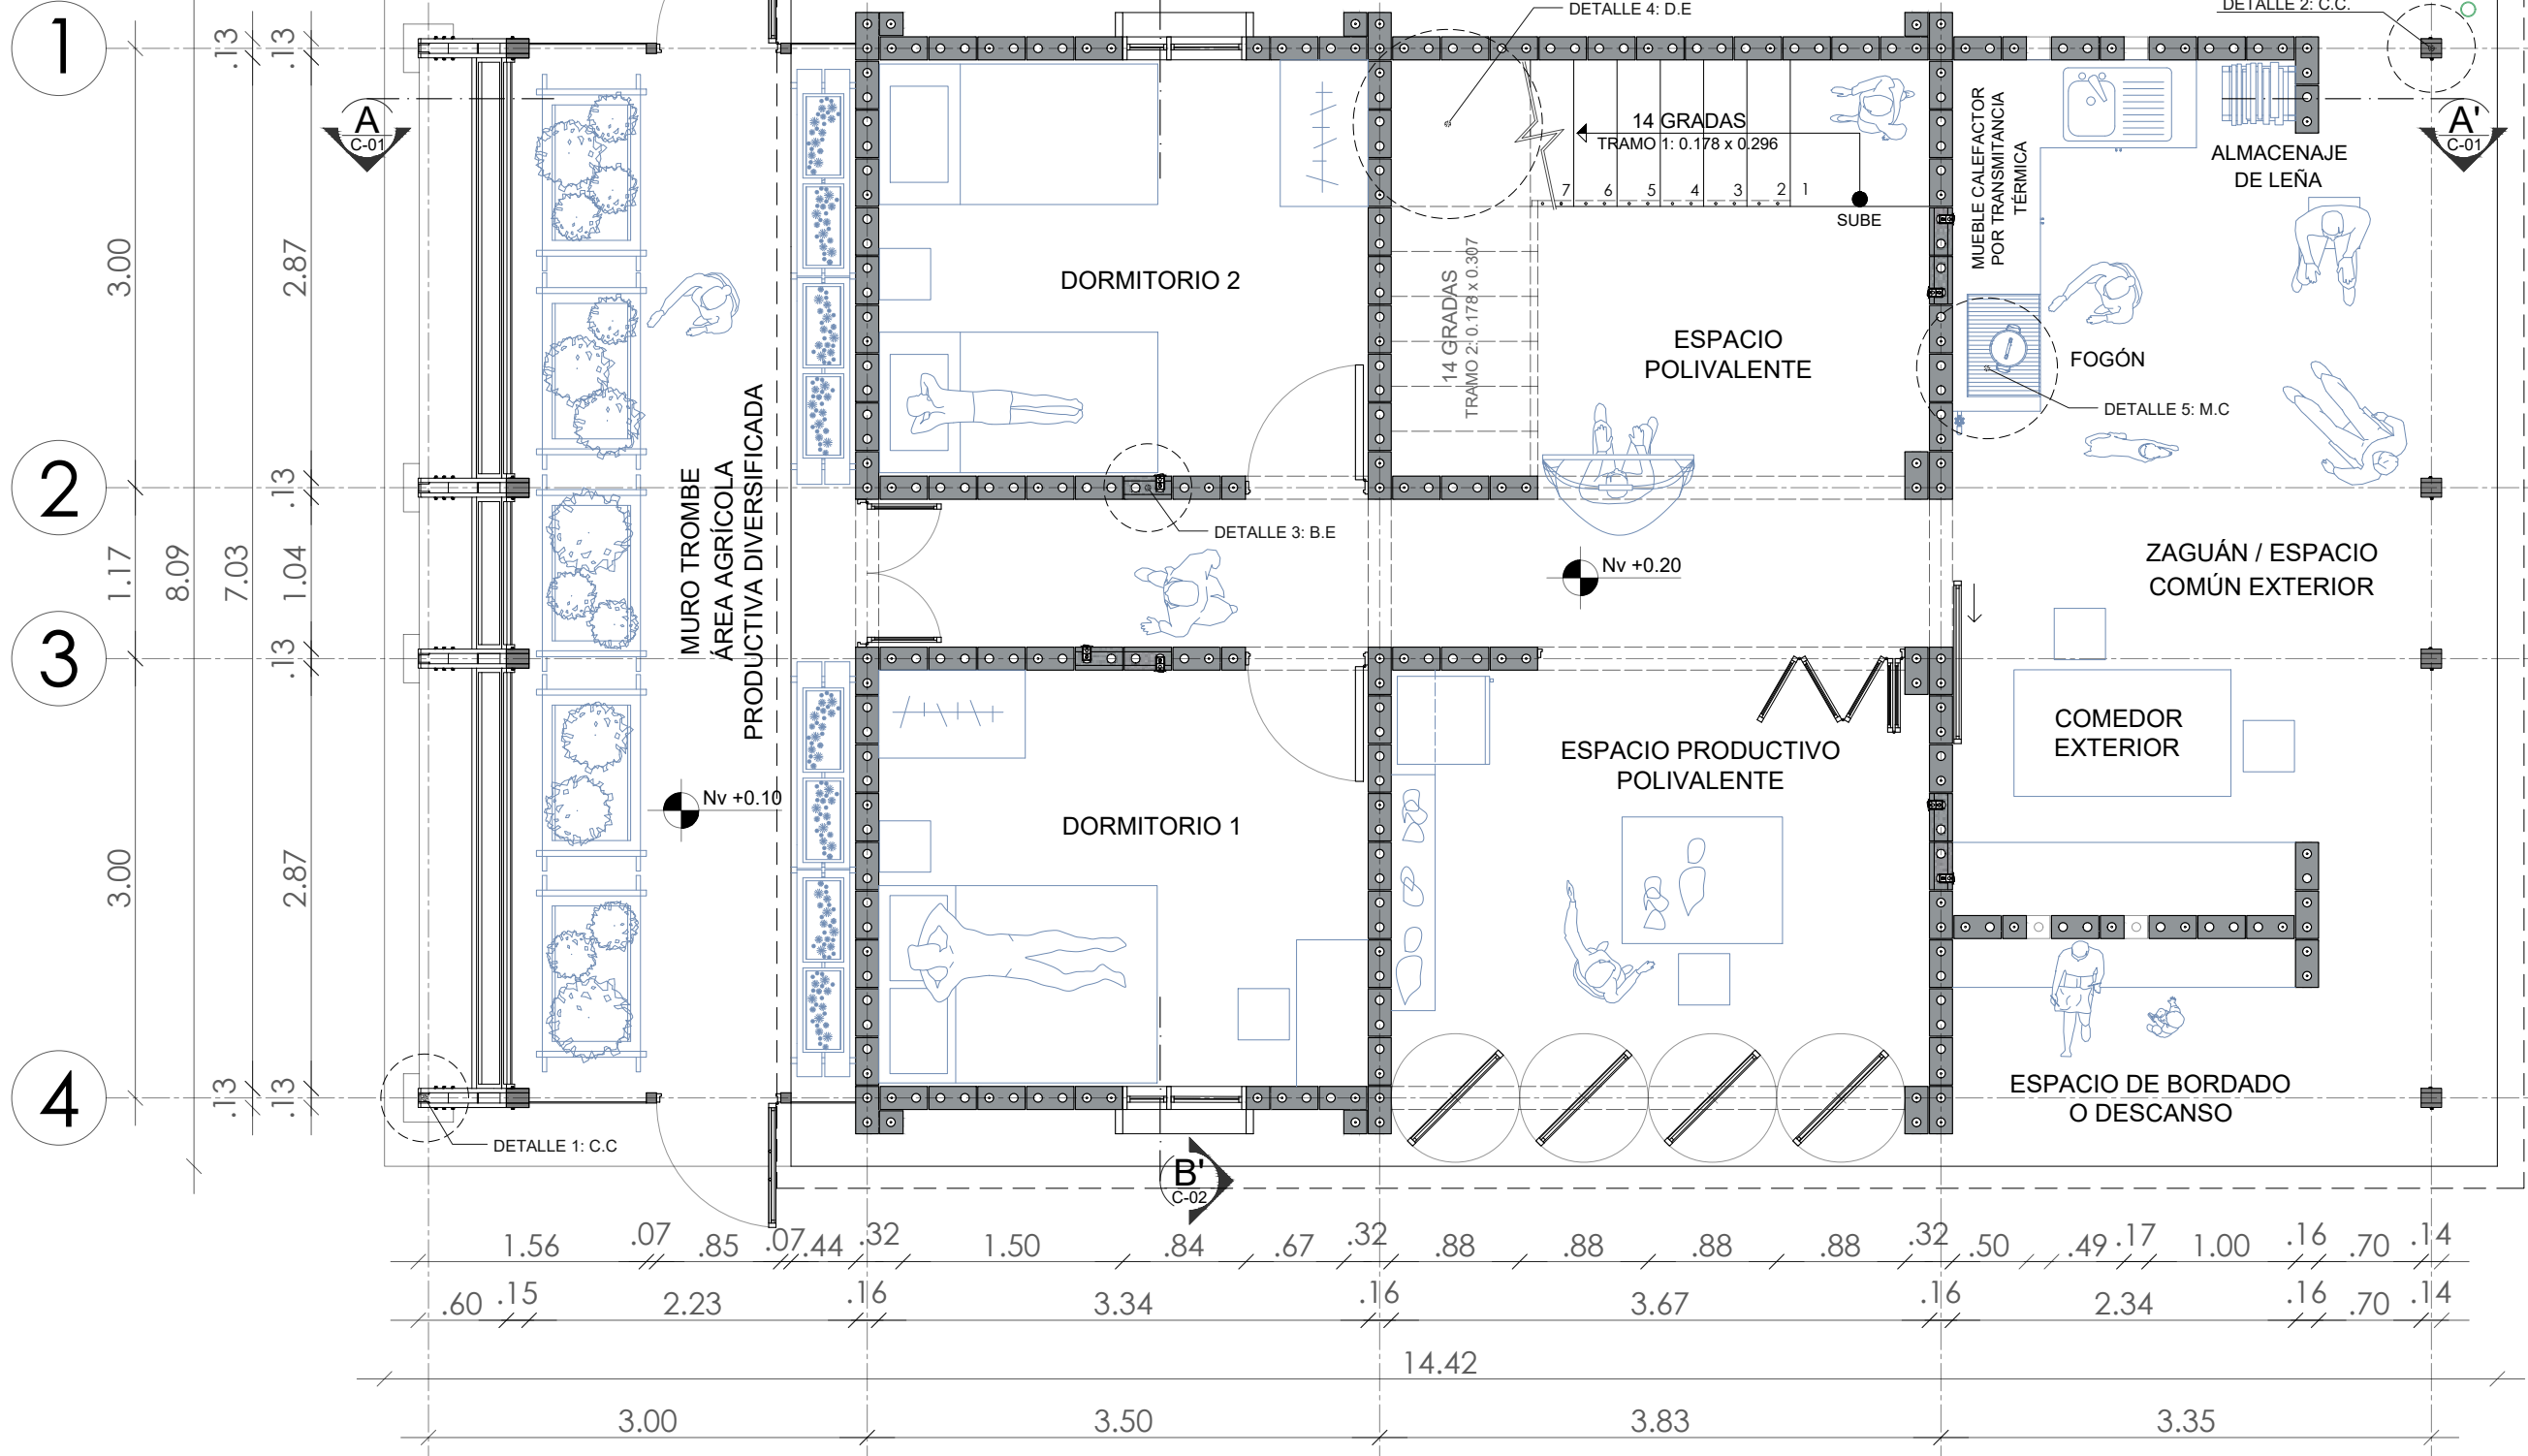 DETALLE 4: D.E
DETALLE 2: C.C.
1
.13
.13
A
C-01
14 GRADAS
TRAMO 1: 0.178 x 0.296
7 6 5 4 3 2 1
SUBE
MUEBLE CALEFACTOR
POR TRANSMITANCIA
TÉRMICA
ALMACENAJE
DE LEÑA
A'
C-01
3.00
2.87
DORMITORIO 2
14 GRADAS
TRAMO 2: 0.178 x 0.307
ESPACIO
POLIVALENTE
FOGÓN
DETALLE 5: M.C
MURO TROMBE
ÁREA AGRÍCOLA
PRODUCTIVA DIVERSIFICADA
2
.13
DETALLE 3: B.E
1.17
8.09
7.03
1.04
Nv +0.20
ZAGUÁN / ESPACIO
COMÚN EXTERIOR
3
.13
COMEDOR
EXTERIOR
ESPACIO PRODUCTIVO
POLIVALENTE
Nv +0.10
DORMITORIO 1
3.00
2.87
4
.13
.13
DETALLE 1: C.C
ESPACIO DE BORDADO
O DESCANSO
B'
C-02
1.56 .07 .85 .07 .44 .32 1.50 .84 .67 .32 .88 .88 .88 .88 .32 .50 .49 .17 1.00 .16 .70 .14
.60 .15 2.23 .16 3.34 .16 3.67 .16 2.34 .16 .70 .14
14.42
3.00 3.50 3.83 3.35